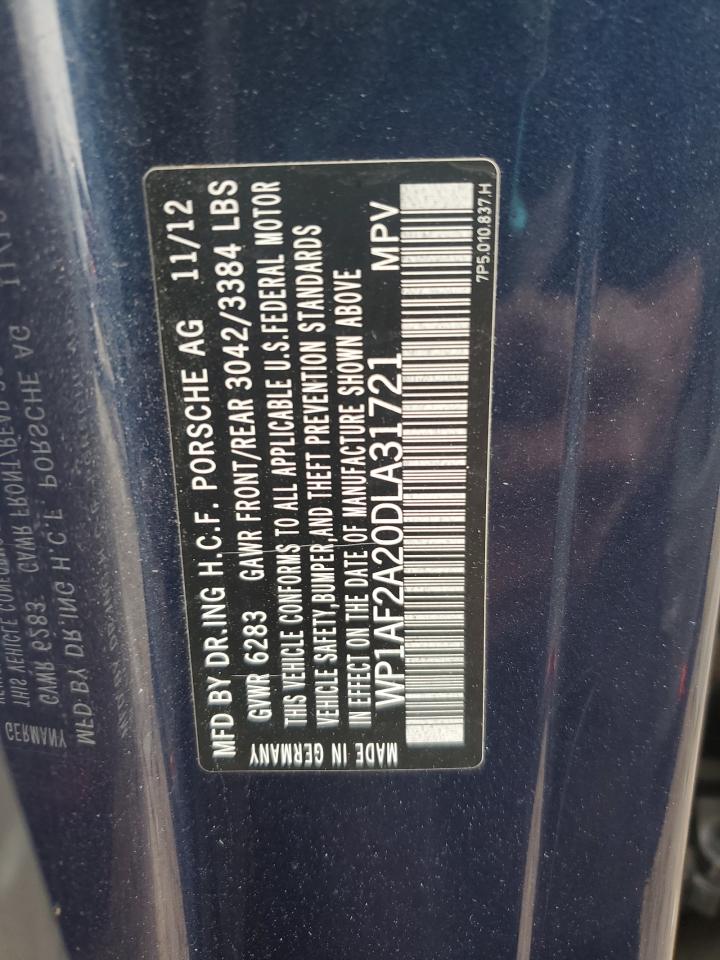 MFD BY DR.ING H.C.F. PORSCHE AG 11/12
GVWR 6283 GAWR FRONT/REAR 3042/3384 LBS
THIS VEHICLE CONFORMS TO ALL APPLICABLE U.S.FEDERAL MOTOR
VEHICLE SAFETY,BUMPER,AND THEFT PREVENTION STANDARDS
IN EFFECT ON THE DATE OF MANUFACTURE SHOWN ABOVE
WP1AF2A20DLA31721 MPV
MADE IN GERMANY
7P5.010.837.H